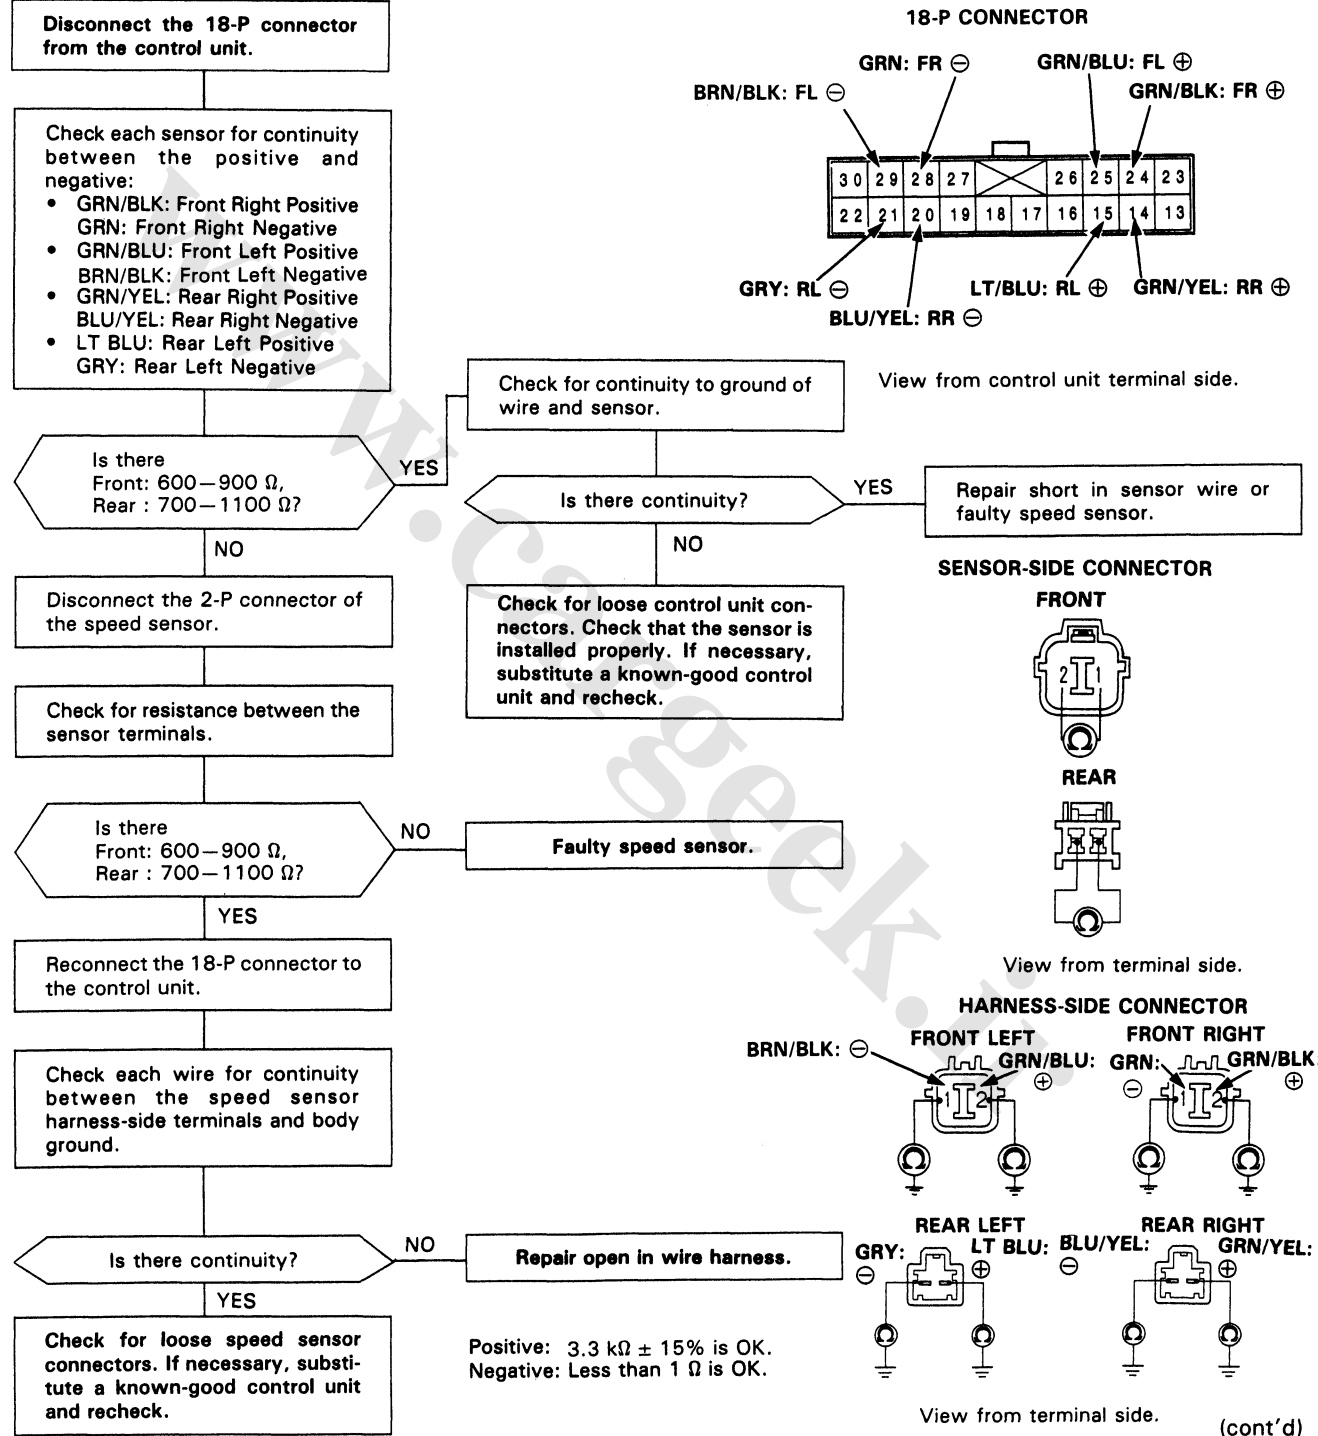 Disconnect the 18-P connector
from the control unit.
Check each sensor for continuity
between the positive and
negative:
• GRN/BLK: Front Right Positive
GRN: Front Right Negative
• GRN/BLU: Front Left Positive
BRN/BLK: Front Left Negative
• GRN/YEL: Rear Right Positive
BLU/YEL: Rear Right Negative
• LT BLU: Rear Left Positive
GRY: Rear Left Negative
Is there
Front: 600—900 Ω,
Rear : 700—1100 Ω?
YES
NO
Check for continuity to ground of
wire and sensor.
Is there continuity?
YES
NO
Repair short in sensor wire or
faulty speed sensor.
Check for loose control unit con-
nectors. Check that the sensor is
installed properly. If necessary,
substitute a known-good control
unit and recheck.
Disconnect the 2-P connector of
the speed sensor.
Check for resistance between the
sensor terminals.
Is there
Front: 600—900 Ω,
Rear : 700—1100 Ω?
NO
YES
Faulty speed sensor.
Reconnect the 18-P connector to
the control unit.
Check each wire for continuity
between the speed sensor
harness-side terminals and body
ground.
Is there continuity?
NO
YES
Repair open in wire harness.
Check for loose speed sensor
connectors. If necessary, substi-
tute a known-good control unit
and recheck.
Positive: 3.3 kΩ ± 15% is OK.
Negative: Less than 1 Ω is OK.
18-P CONNECTOR
GRN: FR ⊖
GRN/BLU: FL ⊕
BRN/BLK: FL ⊖
GRN/BLK: FR ⊕
30 29 28 27 26 25 24 23
22 21 20 19 18 17 16 15 14 13
GRY: RL ⊖
LT/BLU: RL ⊕
GRN/YEL: RR ⊕
BLU/YEL: RR ⊖
View from control unit terminal side.
SENSOR-SIDE CONNECTOR
FRONT
2 1
Ω
REAR
Ω
View from terminal side.
HARNESS-SIDE CONNECTOR
FRONT LEFT
BRN/BLK: ⊖
GRN/BLU:
⊕
1 2
Ω Ω
FRONT RIGHT
GRN:
⊖
GRN/BLK:
⊕
1 2
Ω Ω
REAR LEFT
GRY:
⊖
LT BLU:
⊕
Ω Ω
REAR RIGHT
BLU/YEL:
⊖
GRN/YEL:
⊕
Ω Ω
View from terminal side.
(cont'd)
www.cargeek.ir